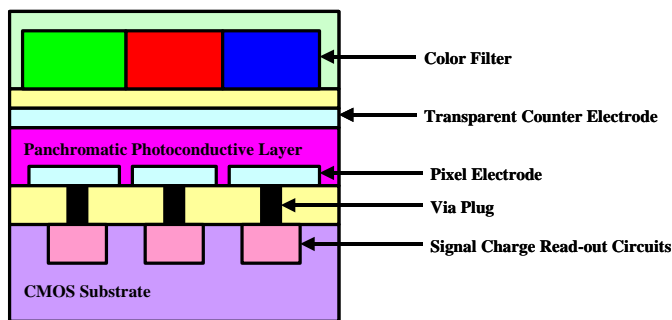 Color Filter
Transparent Counter Electrode
Panchromatic Photoconductive Layer
Pixel Electrode
Via Plug
Signal Charge Read-out Circuits
CMOS Substrate